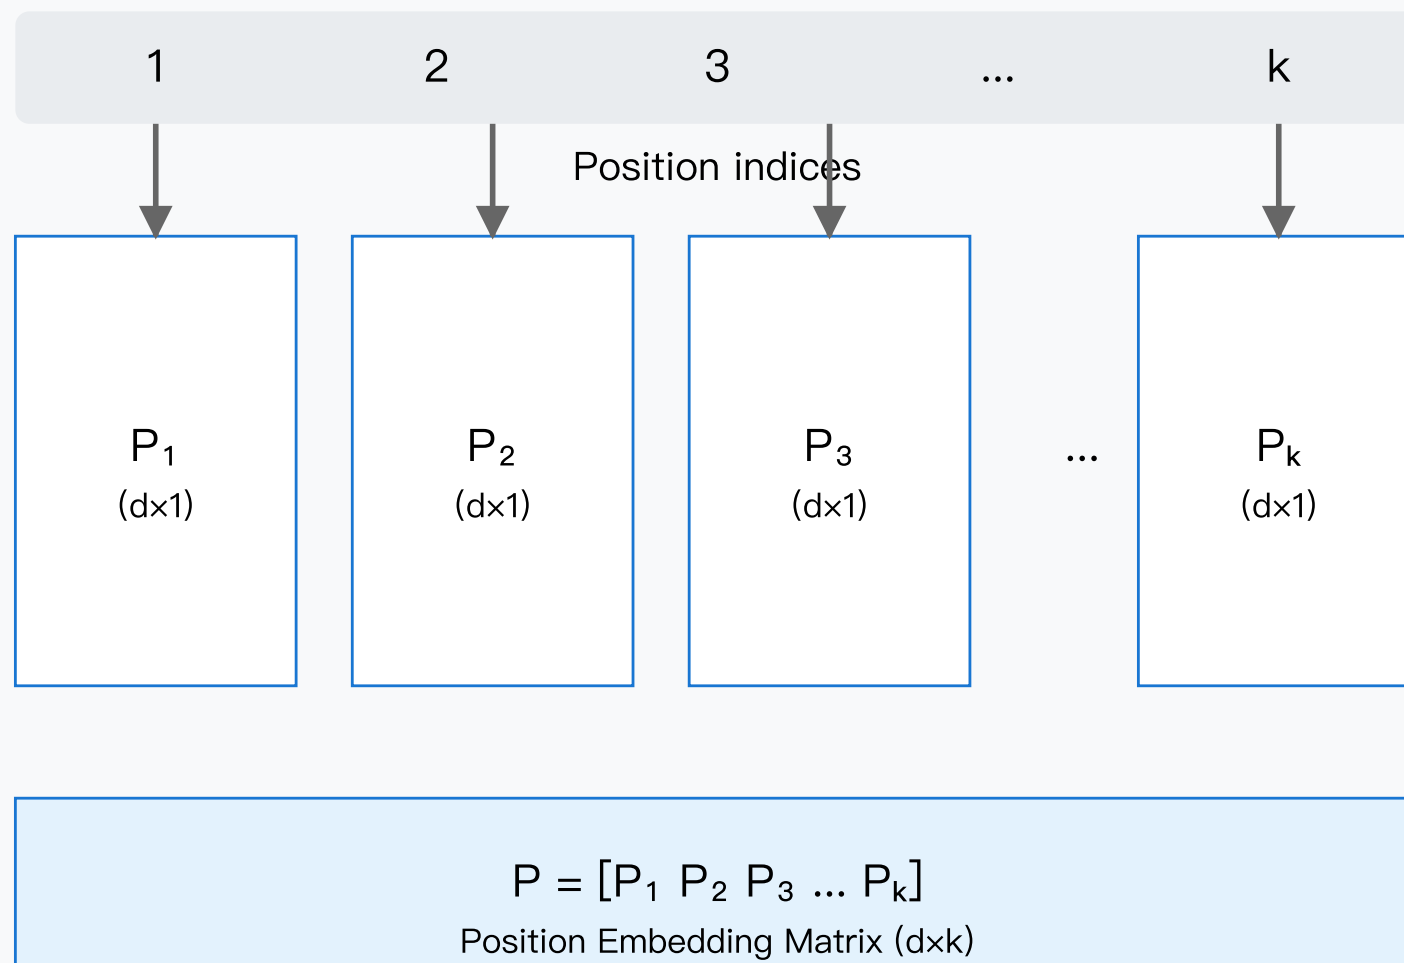 1 2 3 ... k
Position indices
P₁ P₂ P₃ ... Pₖ
(d×1) (d×1) (d×1) (d×1)
P = [P₁ P₂ P₃ ... Pₖ]
Position Embedding Matrix (d×k)